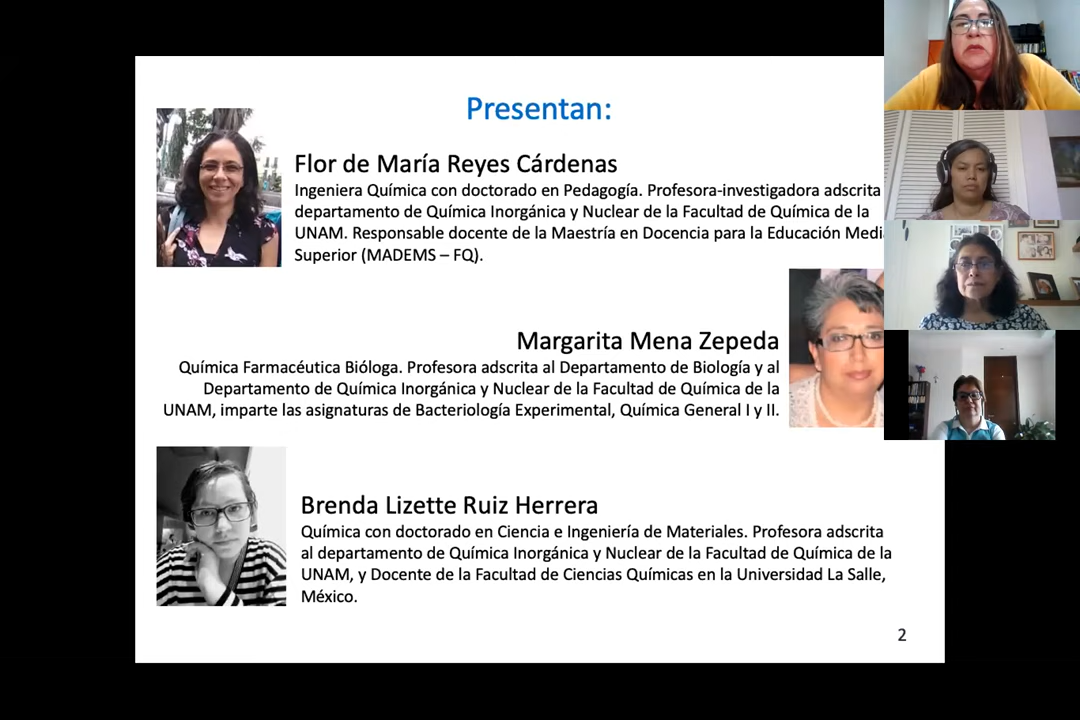 Presentan:
Flor de María Reyes Cárdenas
Ingeniera Química con doctorado en Pedagogía. Profesora-investigadora adscrita
departamento de Química Inorgánica y Nuclear de la Facultad de Química de la
UNAM. Responsable docente de la Maestría en Docencia para la Educación
Superior (MADEMS – FQ).
Margarita Mena Zepeda
Química Farmacéutica Bióloga. Profesora adscrita al Departamento de Biología y al
Departamento de Química Inorgánica y Nuclear de la Facultad de Química de la
UNAM, imparte las asignaturas de Bacteriología Experimental, Química General I y II.
Brenda Lizette Ruiz Herrera
Química con doctorado en Ciencia e Ingeniería de Materiales. Profesora adscrita
al departamento de Química Inorgánica y Nuclear de la Facultad de Química de la
UNAM, y Docente de la Facultad de Ciencias Químicas en la Universidad La Salle,
México.
2